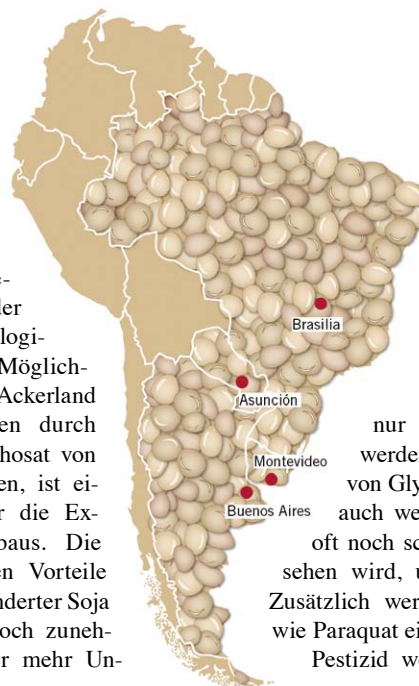 e-
der
logi-
Möglich-
Ackerland
en durch
hosat von
en, ist ei-
r die Ex-
baus. Die
en Vorteile
nderter Soja
och zuneh-
r mehr Un-
Brasilia
Asunción
Montevideo
Buenos Aires
nur
werde
von Gly
auch we
oft noch sc
sehen wird, u
Zusätzlich wer
wie Paraquat ei
Pestizid we